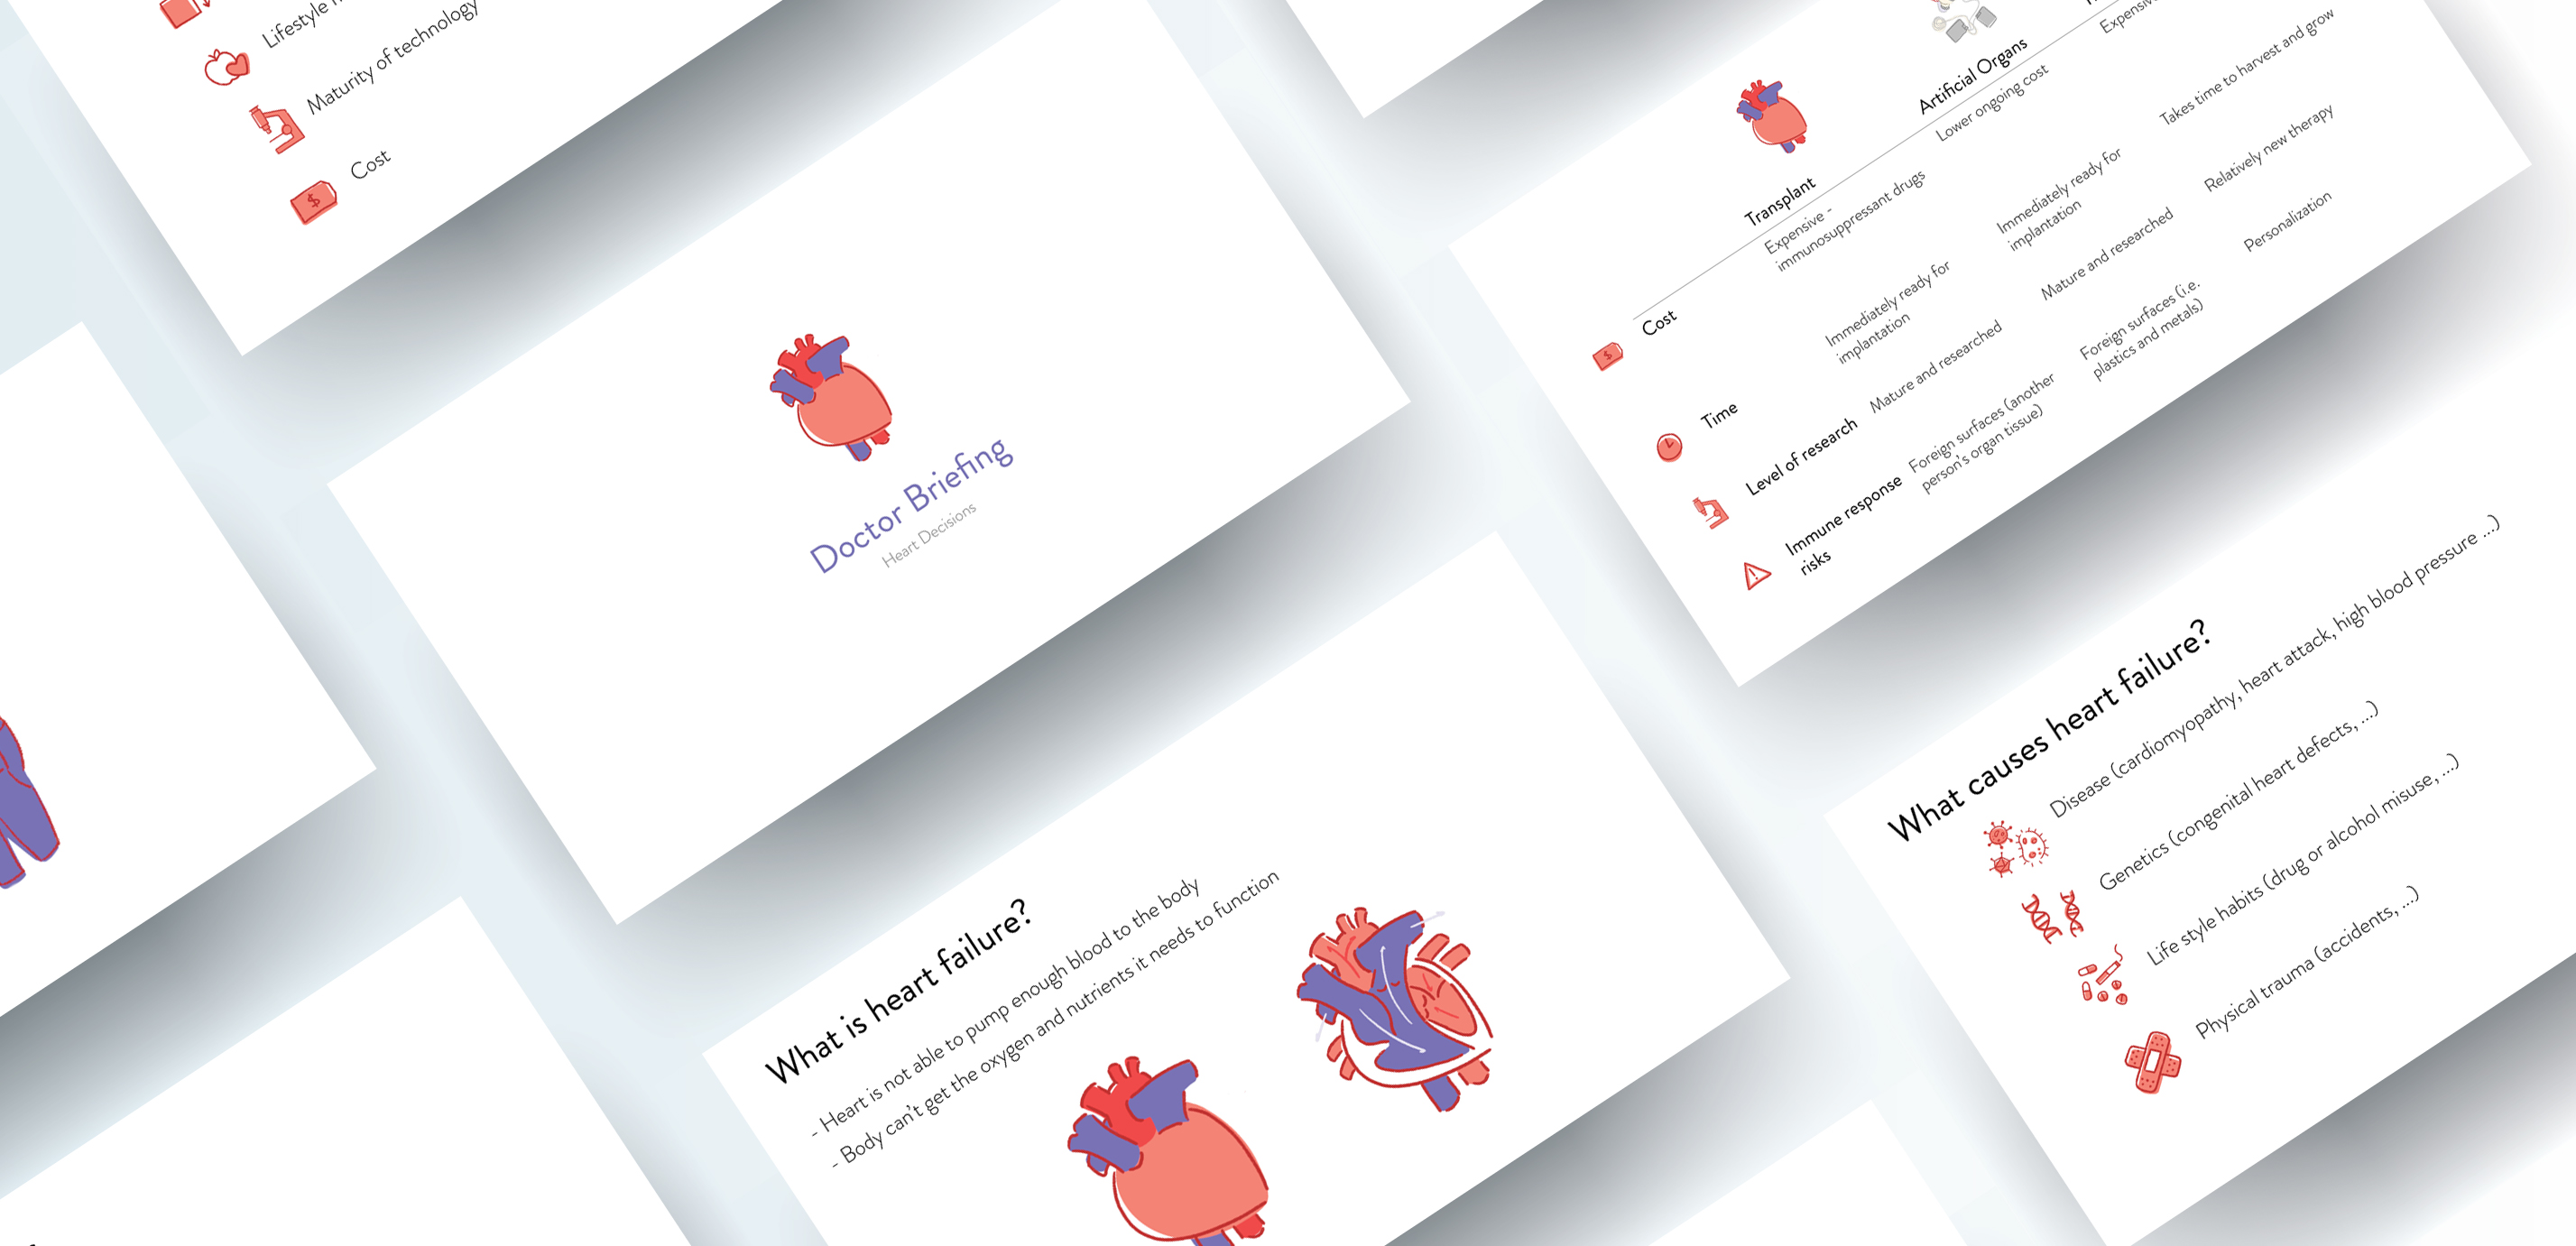 Lifestyle
Maturity of technology
Cost
Doctor Briefing
Heart Decisions
What is heart failure?
- Heart is not able to pump enough blood to the body
- Body can't get the oxygen and nutrients it needs to function
Transplant
Artificial Organs
Cost
Expensive -
immunosuppressant drugs
Lower ongoing cost
Time
Immediately ready for
implantation
Immediately ready for
implantation
Takes time to harvest and grow
Level of research
Mature and researched
Mature and researched
Relatively new therapy
Immune response
risks
Foreign surfaces (another
person's organ tissue)
Foreign surfaces (i.e.
plastics and metals)
Personalization
What causes heart failure?
Disease (cardiomyopathy, heart attack, high blood pressure ...)
Genetics (congenital heart defects, ...)
Life style habits (drug or alcohol misuse, ...)
Physical trauma (accidents, ...)